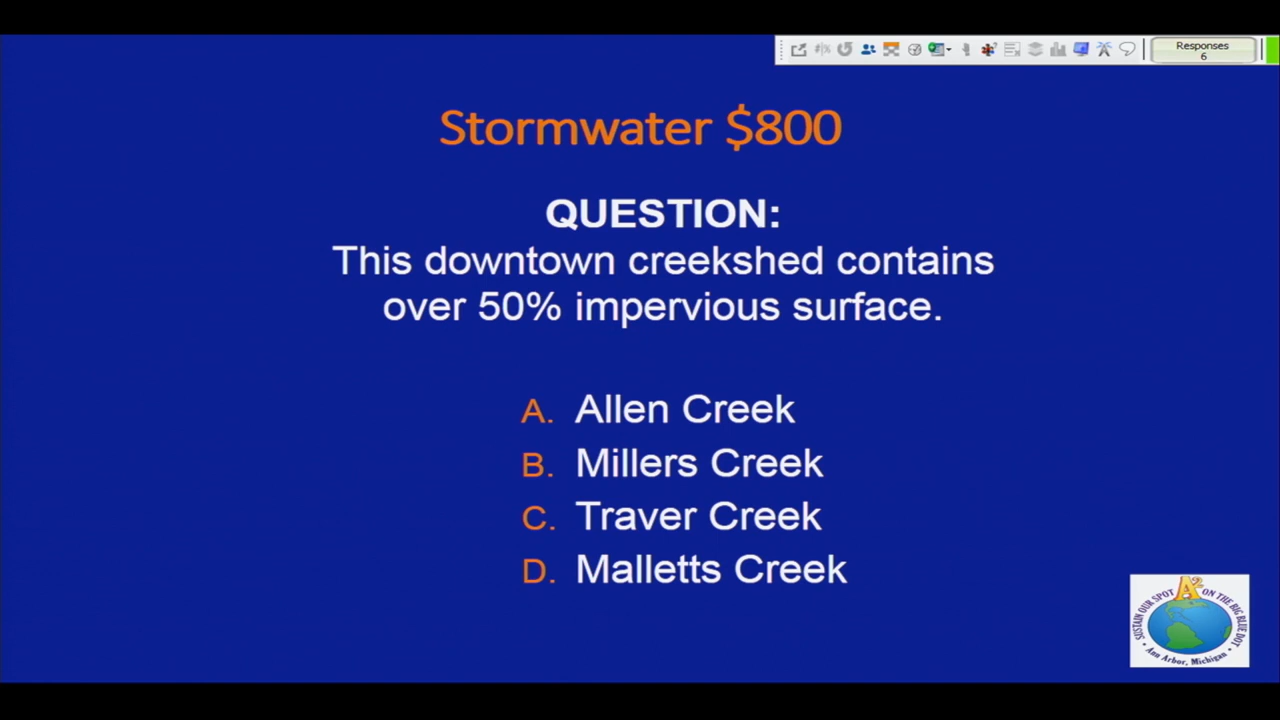 Responses
6
Stormwater $800
QUESTION:
This downtown creekshed contains
over 50% impervious surface.
A. Allen Creek
B. Millers Creek
C. Traver Creek
D. Malletts Creek
A2
SUSTAIN OUR SPOT ON THE BIG BLUE DOT
• Ann Arbor, Michigan •